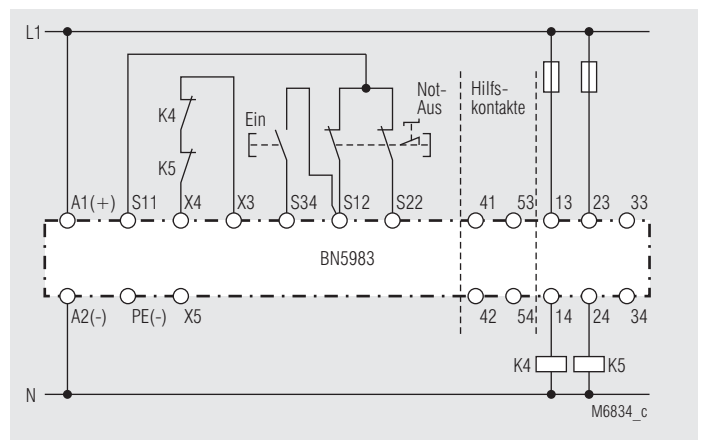 L1
Not-
Aus
Hilfs-
kontakte
Ein
K4
K5
A1(+) S11 X4 X3 S34 S12 S22 41 53 13 23 33
BN5983
A2(-) PE(-) X5 42 54 14 24 34
K4 K5
N
M6834_c